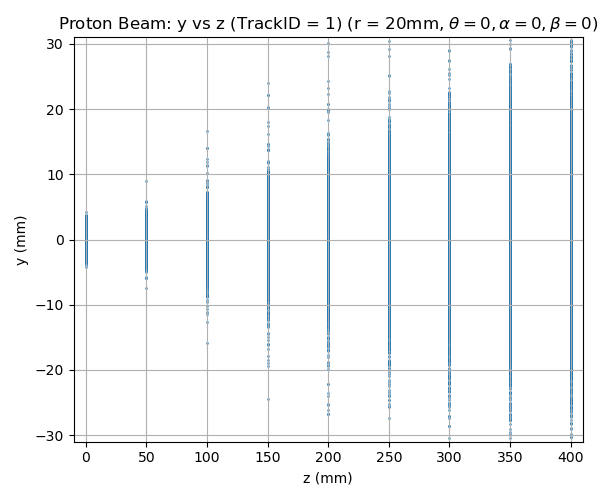 Proton Beam: y vs z (TrackID = 1) (r = 20mm, θ = 0, α = 0, β = 0)
30
20
10
0
−10
−20
−30
y (mm)
0 50 100 150 200 250 300 350 400
z (mm)